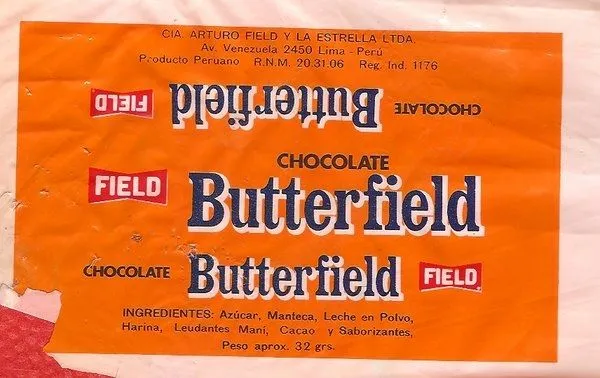 CIA. ARTURO FIELD Y LA ESTRELLA LTDA.
Av. Venezuela 2450 Lima - Perú
Producto Peruano R.N.M. 20.31.06 Reg. Ind. 1176
CHOCOLATE Butterfield FIELD
CHOCOLATE
FIELD Butterfield
CHOCOLATE Butterfield FIELD
INGREDIENTES: Azúcar, Manteca, Leche en Polvo,
Harina, Leudantes Maní, Cacao y Saborizantes,
Peso aprox. 32 grs.